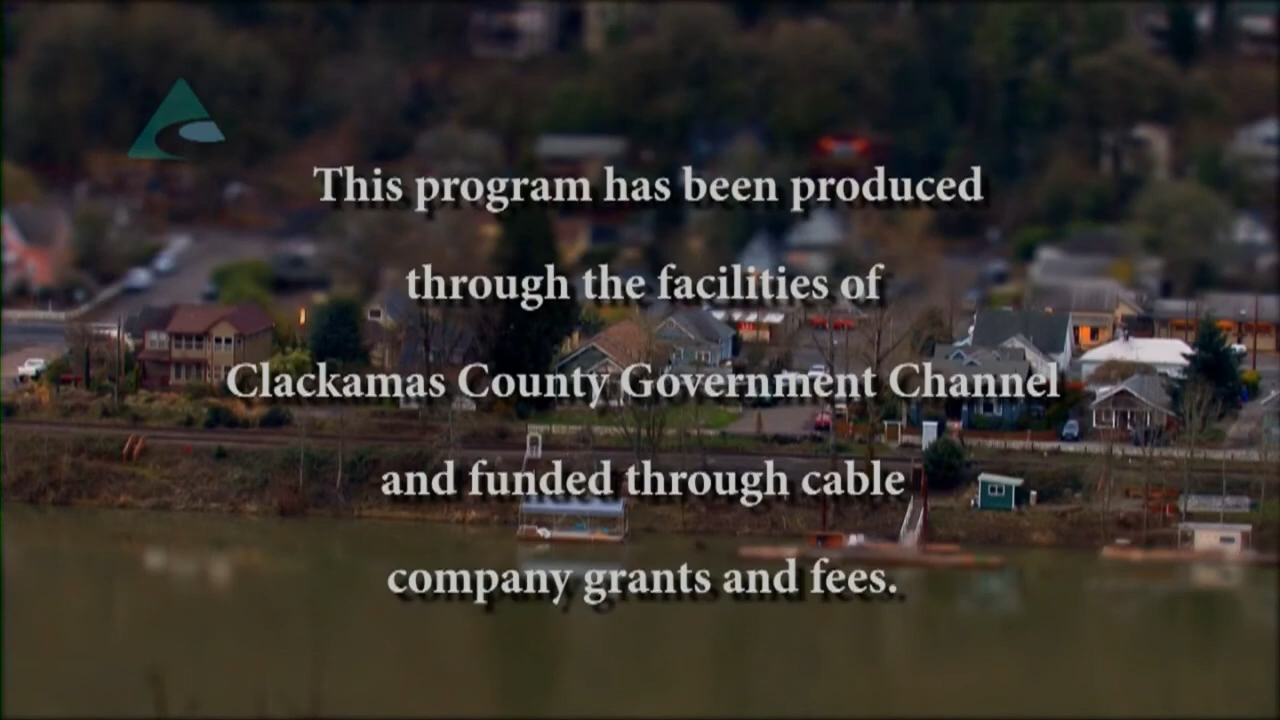 This program has been produced
through the facilities of
Clackamas County Government Channel
and funded through cable
company grants and fees.